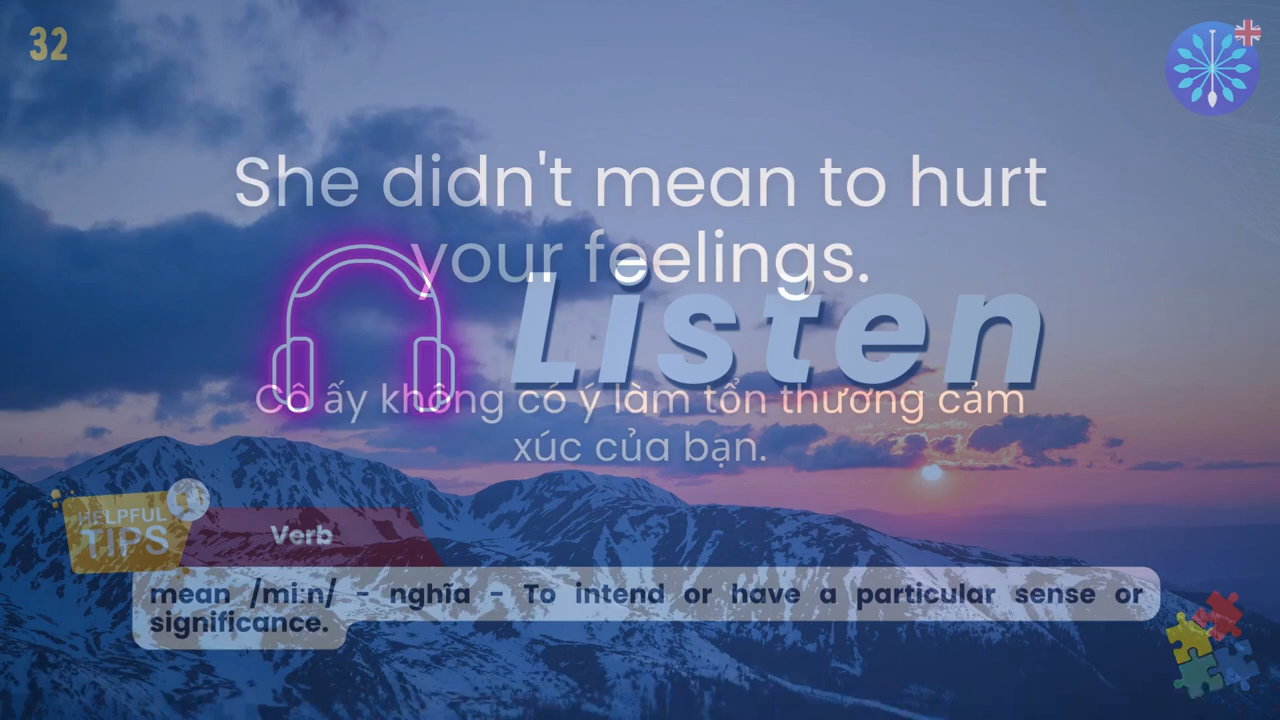 32
She didn't mean to hurt
your feelings.
Listen
Cô ấy không có ý làm tổn thương cảm
xúc của bạn.
HELPFUL
TIPS
Verb
mean /miːn/ - nghĩa - To intend or have a particular sense or
significance.